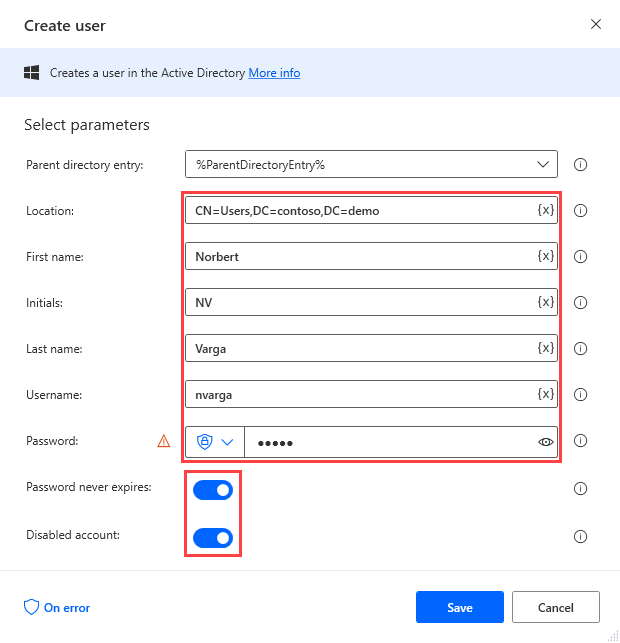 Create user
Creates a user in the Active Directory More info
Select parameters
Parent directory entry: %ParentDirectoryEntry%
Location: CN=Users,DC=contoso,DC=demo {x}
First name: Norbert {x}
Initials: NV {x}
Last name: Varga {x}
Username: nvarga {x}
Password: •••••
Password never expires:
Disabled account:
On error Save Cancel